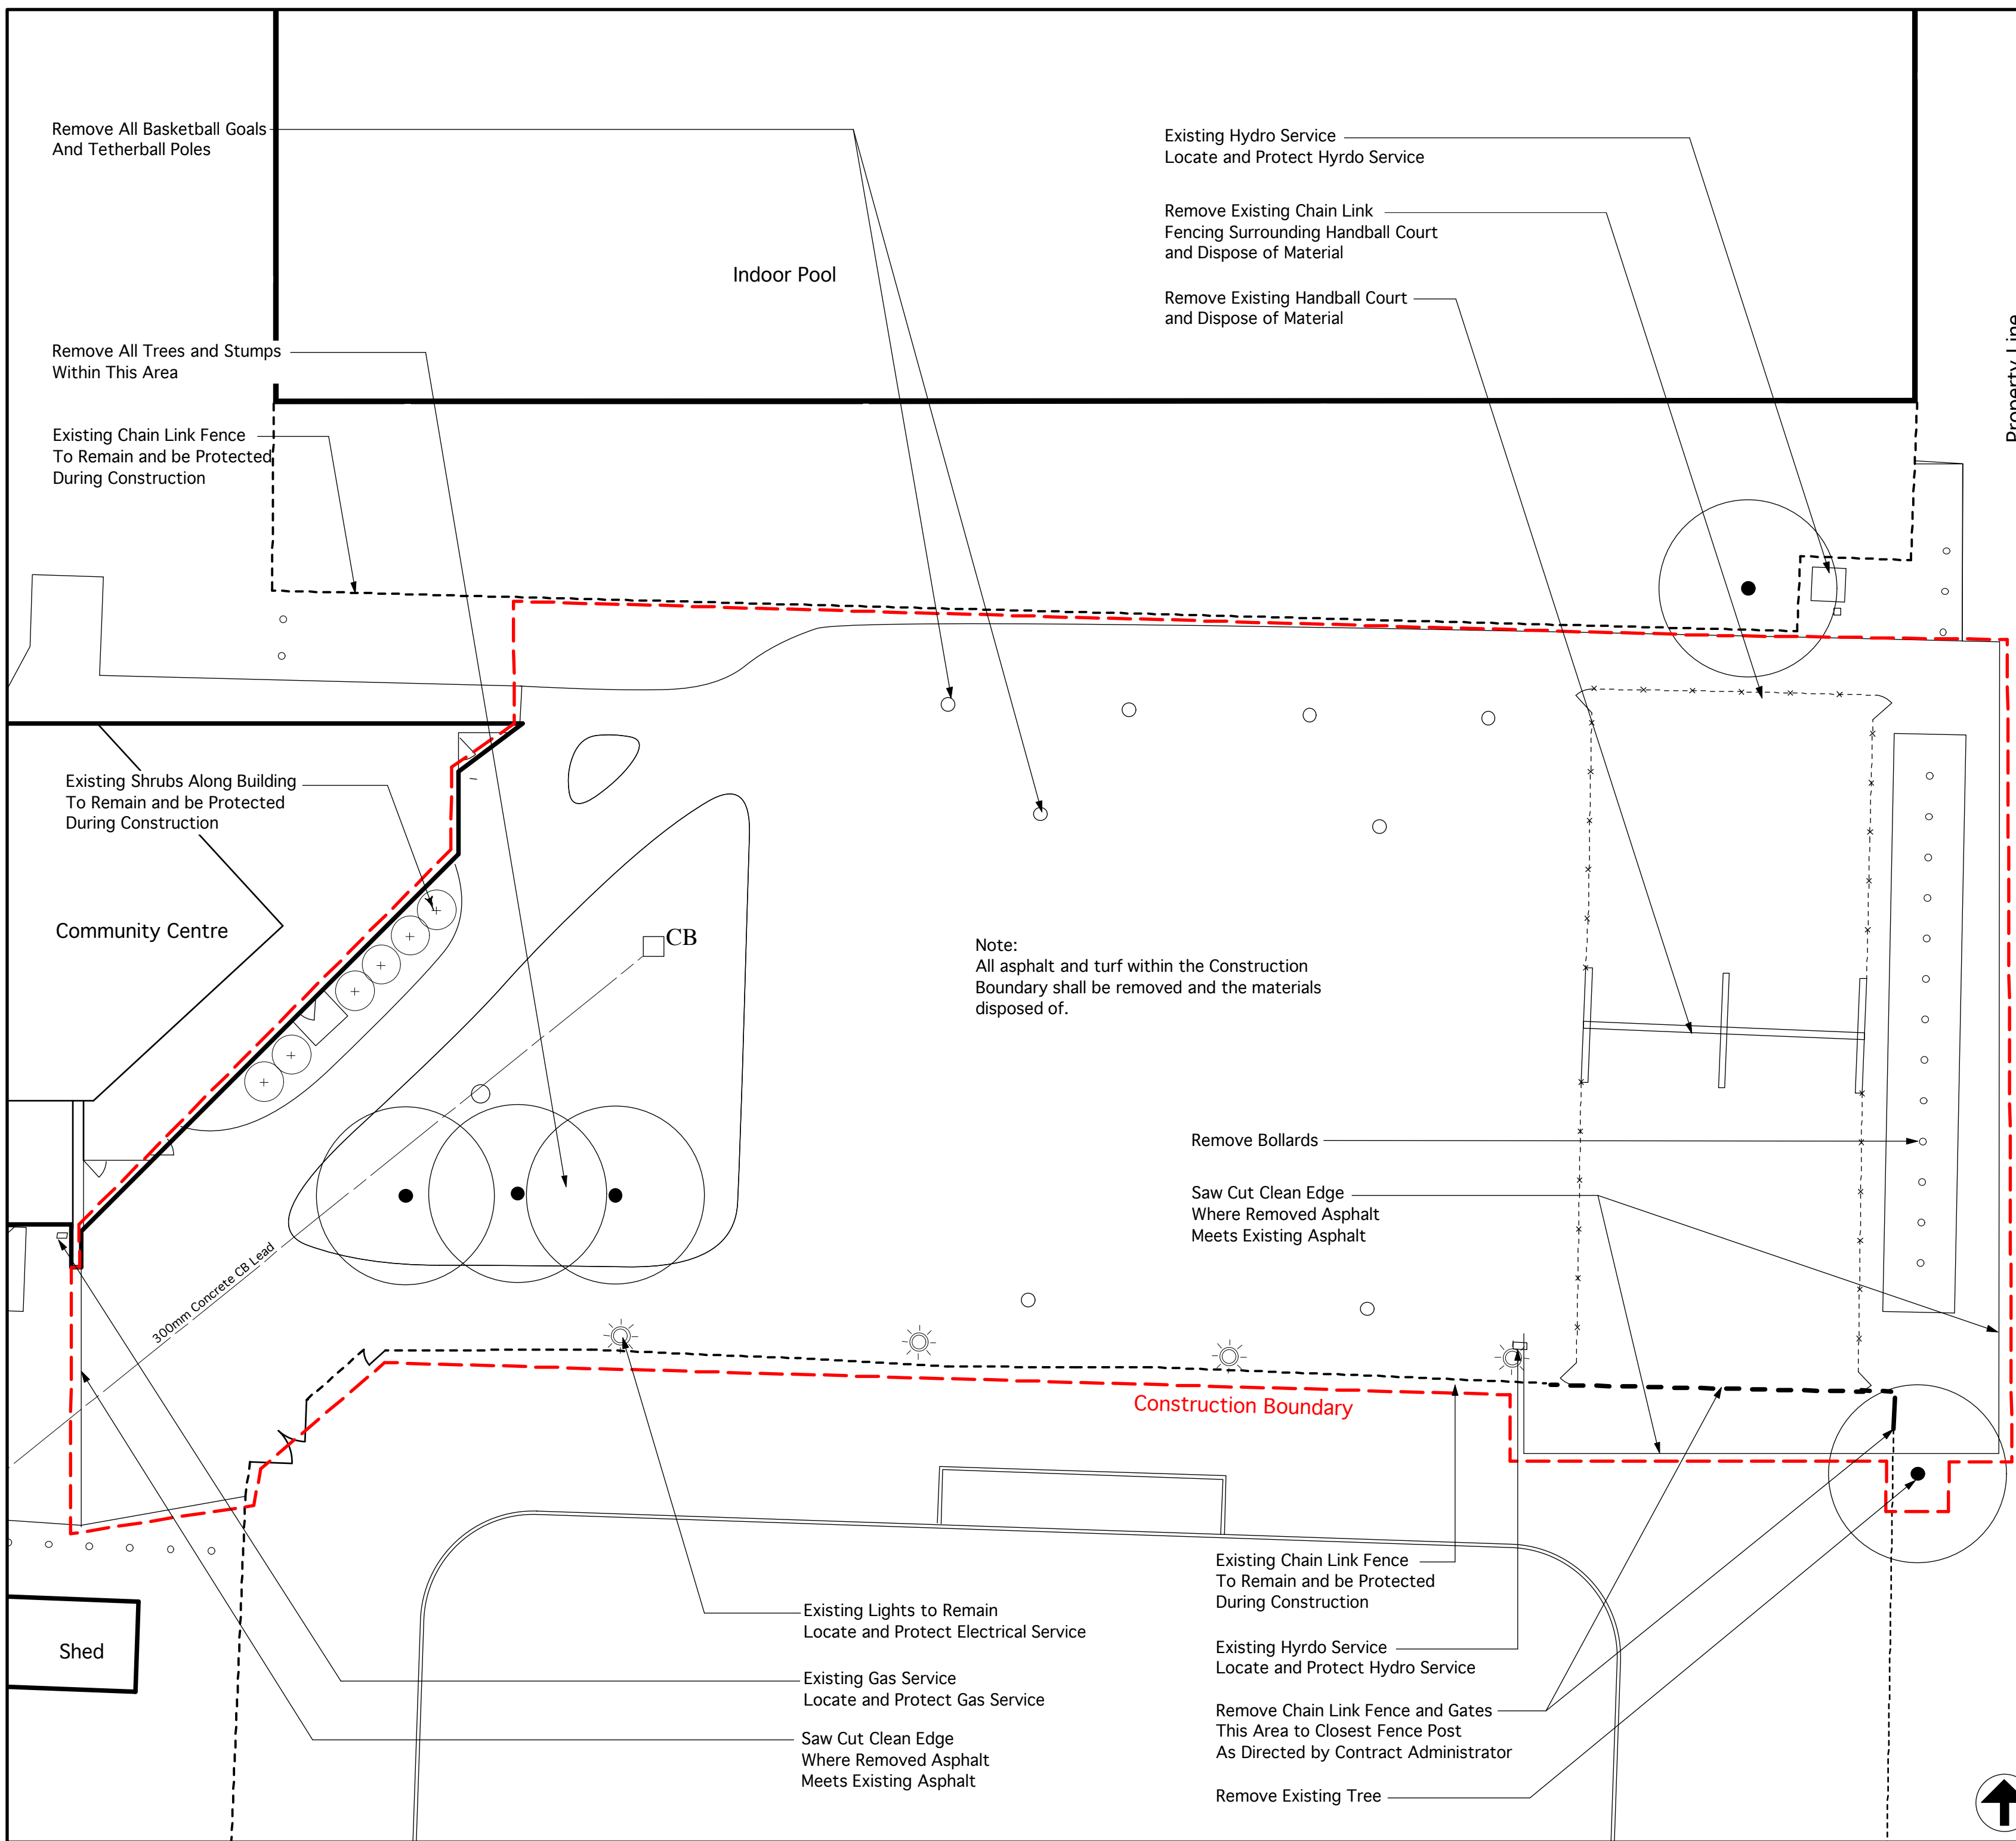 Remove All Basketball Goals
And Tetherball Poles
Existing Hydro Service
Locate and Protect Hyrdo Service
Remove Existing Chain Link
Fencing Surrounding Handball Court
and Dispose of Material
Indoor Pool
Remove Existing Handball Court
and Dispose of Material
Property Line
Remove All Trees and Stumps
Within This Area
Existing Chain Link Fence
To Remain and be Protected
During Construction
Existing Shrubs Along Building
To Remain and be Protected
During Construction
Community Centre
CB
Note:
All asphalt and turf within the Construction
Boundary shall be removed and the materials
disposed of.
Remove Bollards
Saw Cut Clean Edge
Where Removed Asphalt
Meets Existing Asphalt
300mm Concrete CB Lead
Construction Boundary
Shed
Existing Lights to Remain
Locate and Protect Electrical Service
Existing Gas Service
Locate and Protect Gas Service
Saw Cut Clean Edge
Where Removed Asphalt
Meets Existing Asphalt
Existing Chain Link Fence
To Remain and be Protected
During Construction
Existing Hyrdo Service
Locate and Protect Hydro Service
Remove Chain Link Fence and Gates
This Area to Closest Fence Post
As Directed by Contract Administrator
Remove Existing Tree